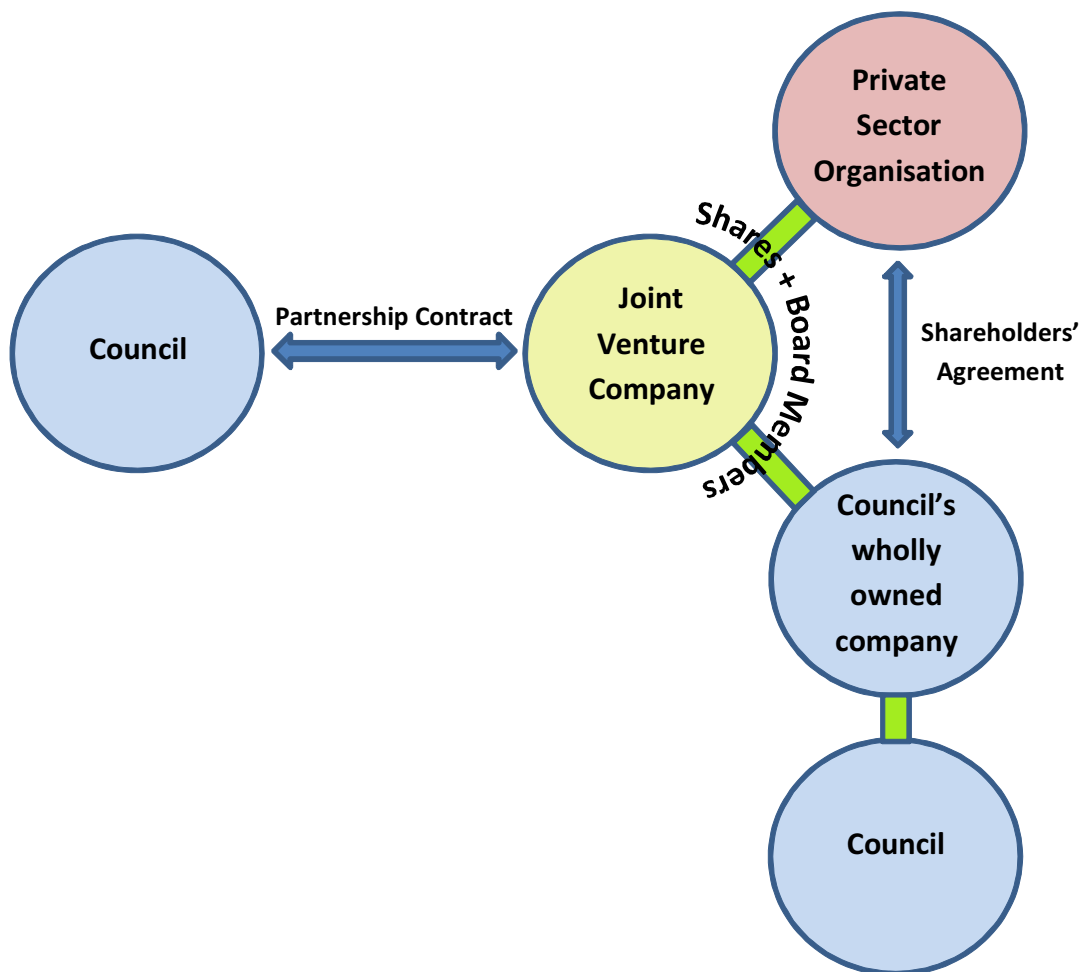 Private
Sector
Organisation
Shares + Board Members
Joint
Venture
Company
Partnership Contract
Council
Shareholders’
Agreement
Council’s
wholly
owned
company
Council